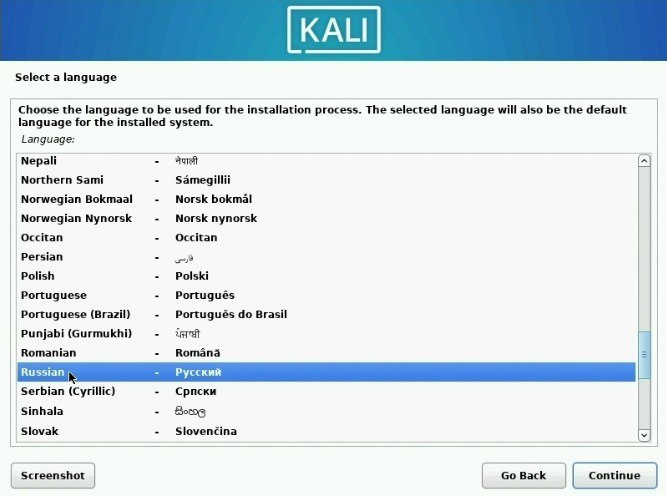 KALI
Select a language
Choose the language to be used for the installation process. The selected language will also be the default
language for the installed system.
Language:
Nepali - नेपाली
Northern Sami - Sámegillii
Norwegian Bokmaal - Norsk bokmål
Norwegian Nynorsk - Norsk nynorsk
Occitan - Occitan
Persian - فارسی
Polish - Polski
Portuguese - Português
Portuguese (Brazil) - Português do Brasil
Punjabi (Gurmukhi) - ਪੰਜਾਬੀ
Romanian - Română
Russian - Русский
Serbian (Cyrillic) - Српски
Sinhala - සිංහල
Slovak - Slovenčina
Screenshot Go Back Continue